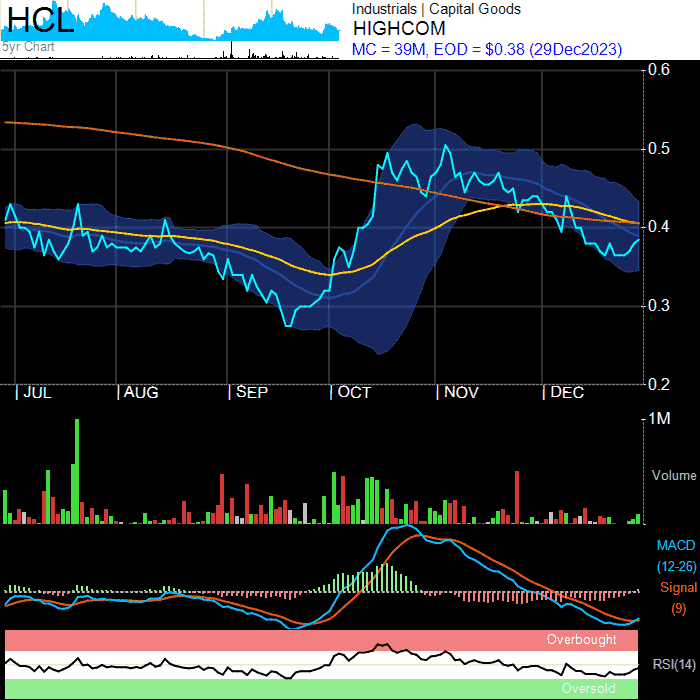 HCL
5yr Chart
Industrials | Capital Goods
HIGHCOM
MC = 39M, EOD = $0.38 (29Dec2023)
0.6
0.5
0.4
0.3
0.2
| JUL | AUG | SEP | OCT | NOV | DEC
1M
Volume
MACD
(12-26)
Signal
(9)
Overbought
RSI(14)
Oversold